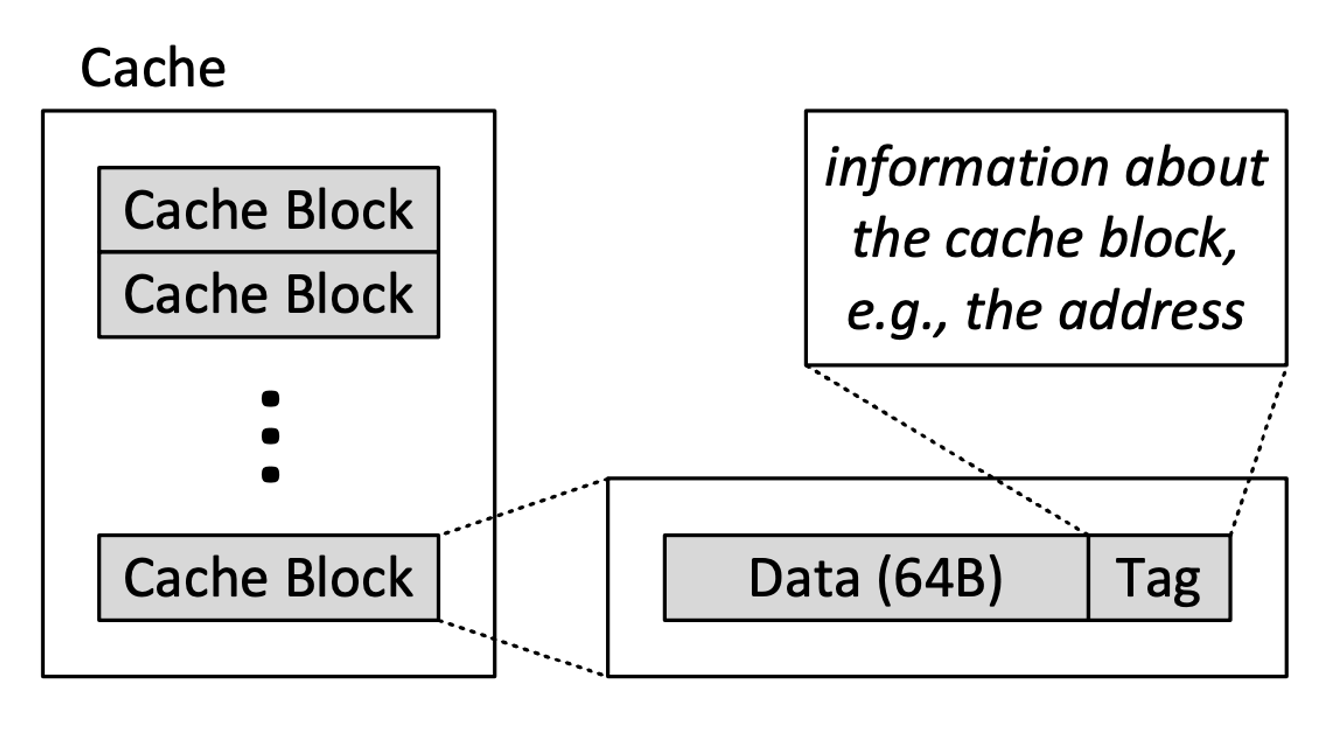 Cache
Cache Block
Cache Block
Cache Block
information about
the cache block,
e.g., the address
Data (64B)
Tag